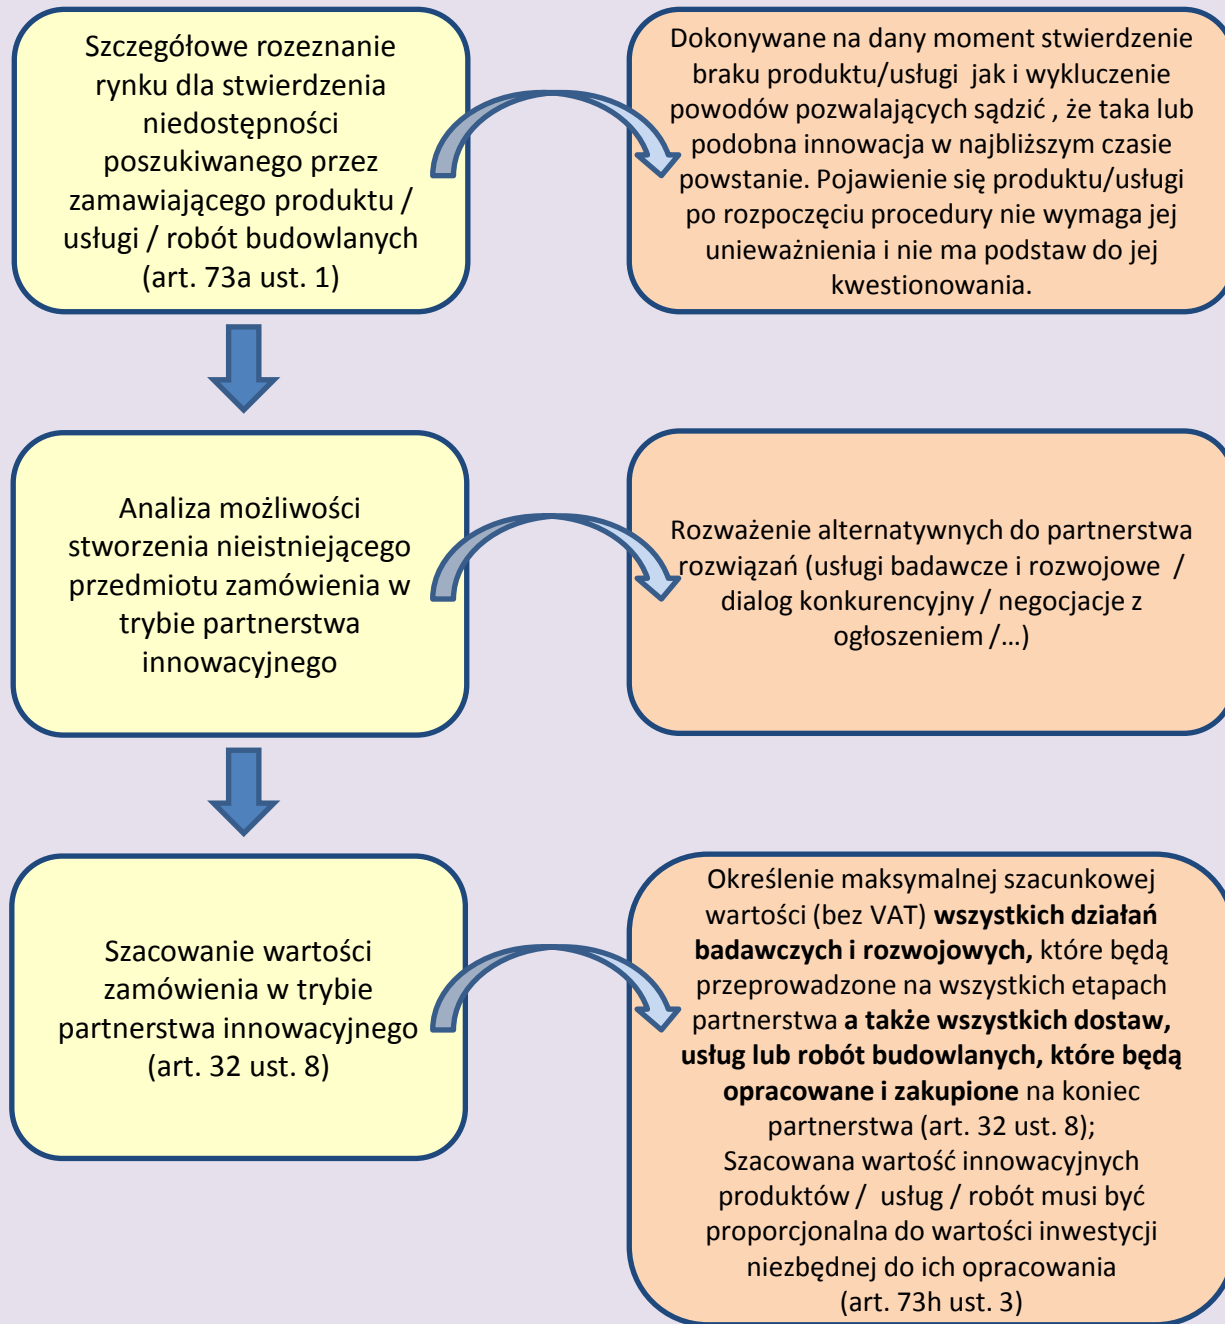 Szczegółowe rozeznanie
rynku dla stwierdzenia
niedostępności
poszukiwanego przez
zamawiającego produktu /
usługi / robót budowlanych
(art. 73a ust. 1)
Dokonywane na dany moment stwierdzenie
braku produktu/usługi jak i wykluczenie
powodów pozwalających sądzić , że taka lub
podobna innowacja w najbliższym czasie
powstanie. Pojawienie się produktu/usługi
po rozpoczęciu procedury nie wymaga jej
unieważnienia i nie ma podstaw do jej
kwestionowania.
Analiza możliwości
stworzenia nieistniejącego
przedmiotu zamówienia w
trybie partnerstwa
innowacyjnego
Rozważenie alternatywnych do partnerstwa
rozwiązań (usługi badawcze i rozwojowe /
dialog konkurencyjny / negocjacje z
ogłoszeniem /…)
Szacowanie wartości
zamówienia w trybie
partnerstwa innowacyjnego
(art. 32 ust. 8)
Określenie maksymalnej szacunkowej
wartości (bez VAT) wszystkich działań
badawczych i rozwojowych, które będą
przeprowadzone na wszystkich etapach
partnerstwa a także wszystkich dostaw,
usług lub robót budowlanych, które będą
opracowane i zakupione na koniec
partnerstwa (art. 32 ust. 8);
Szacowana wartość innowacyjnych
produktów / usług / robót musi być
proporcjonalna do wartości inwestycji
niezbędnej do ich opracowania
(art. 73h ust. 3)